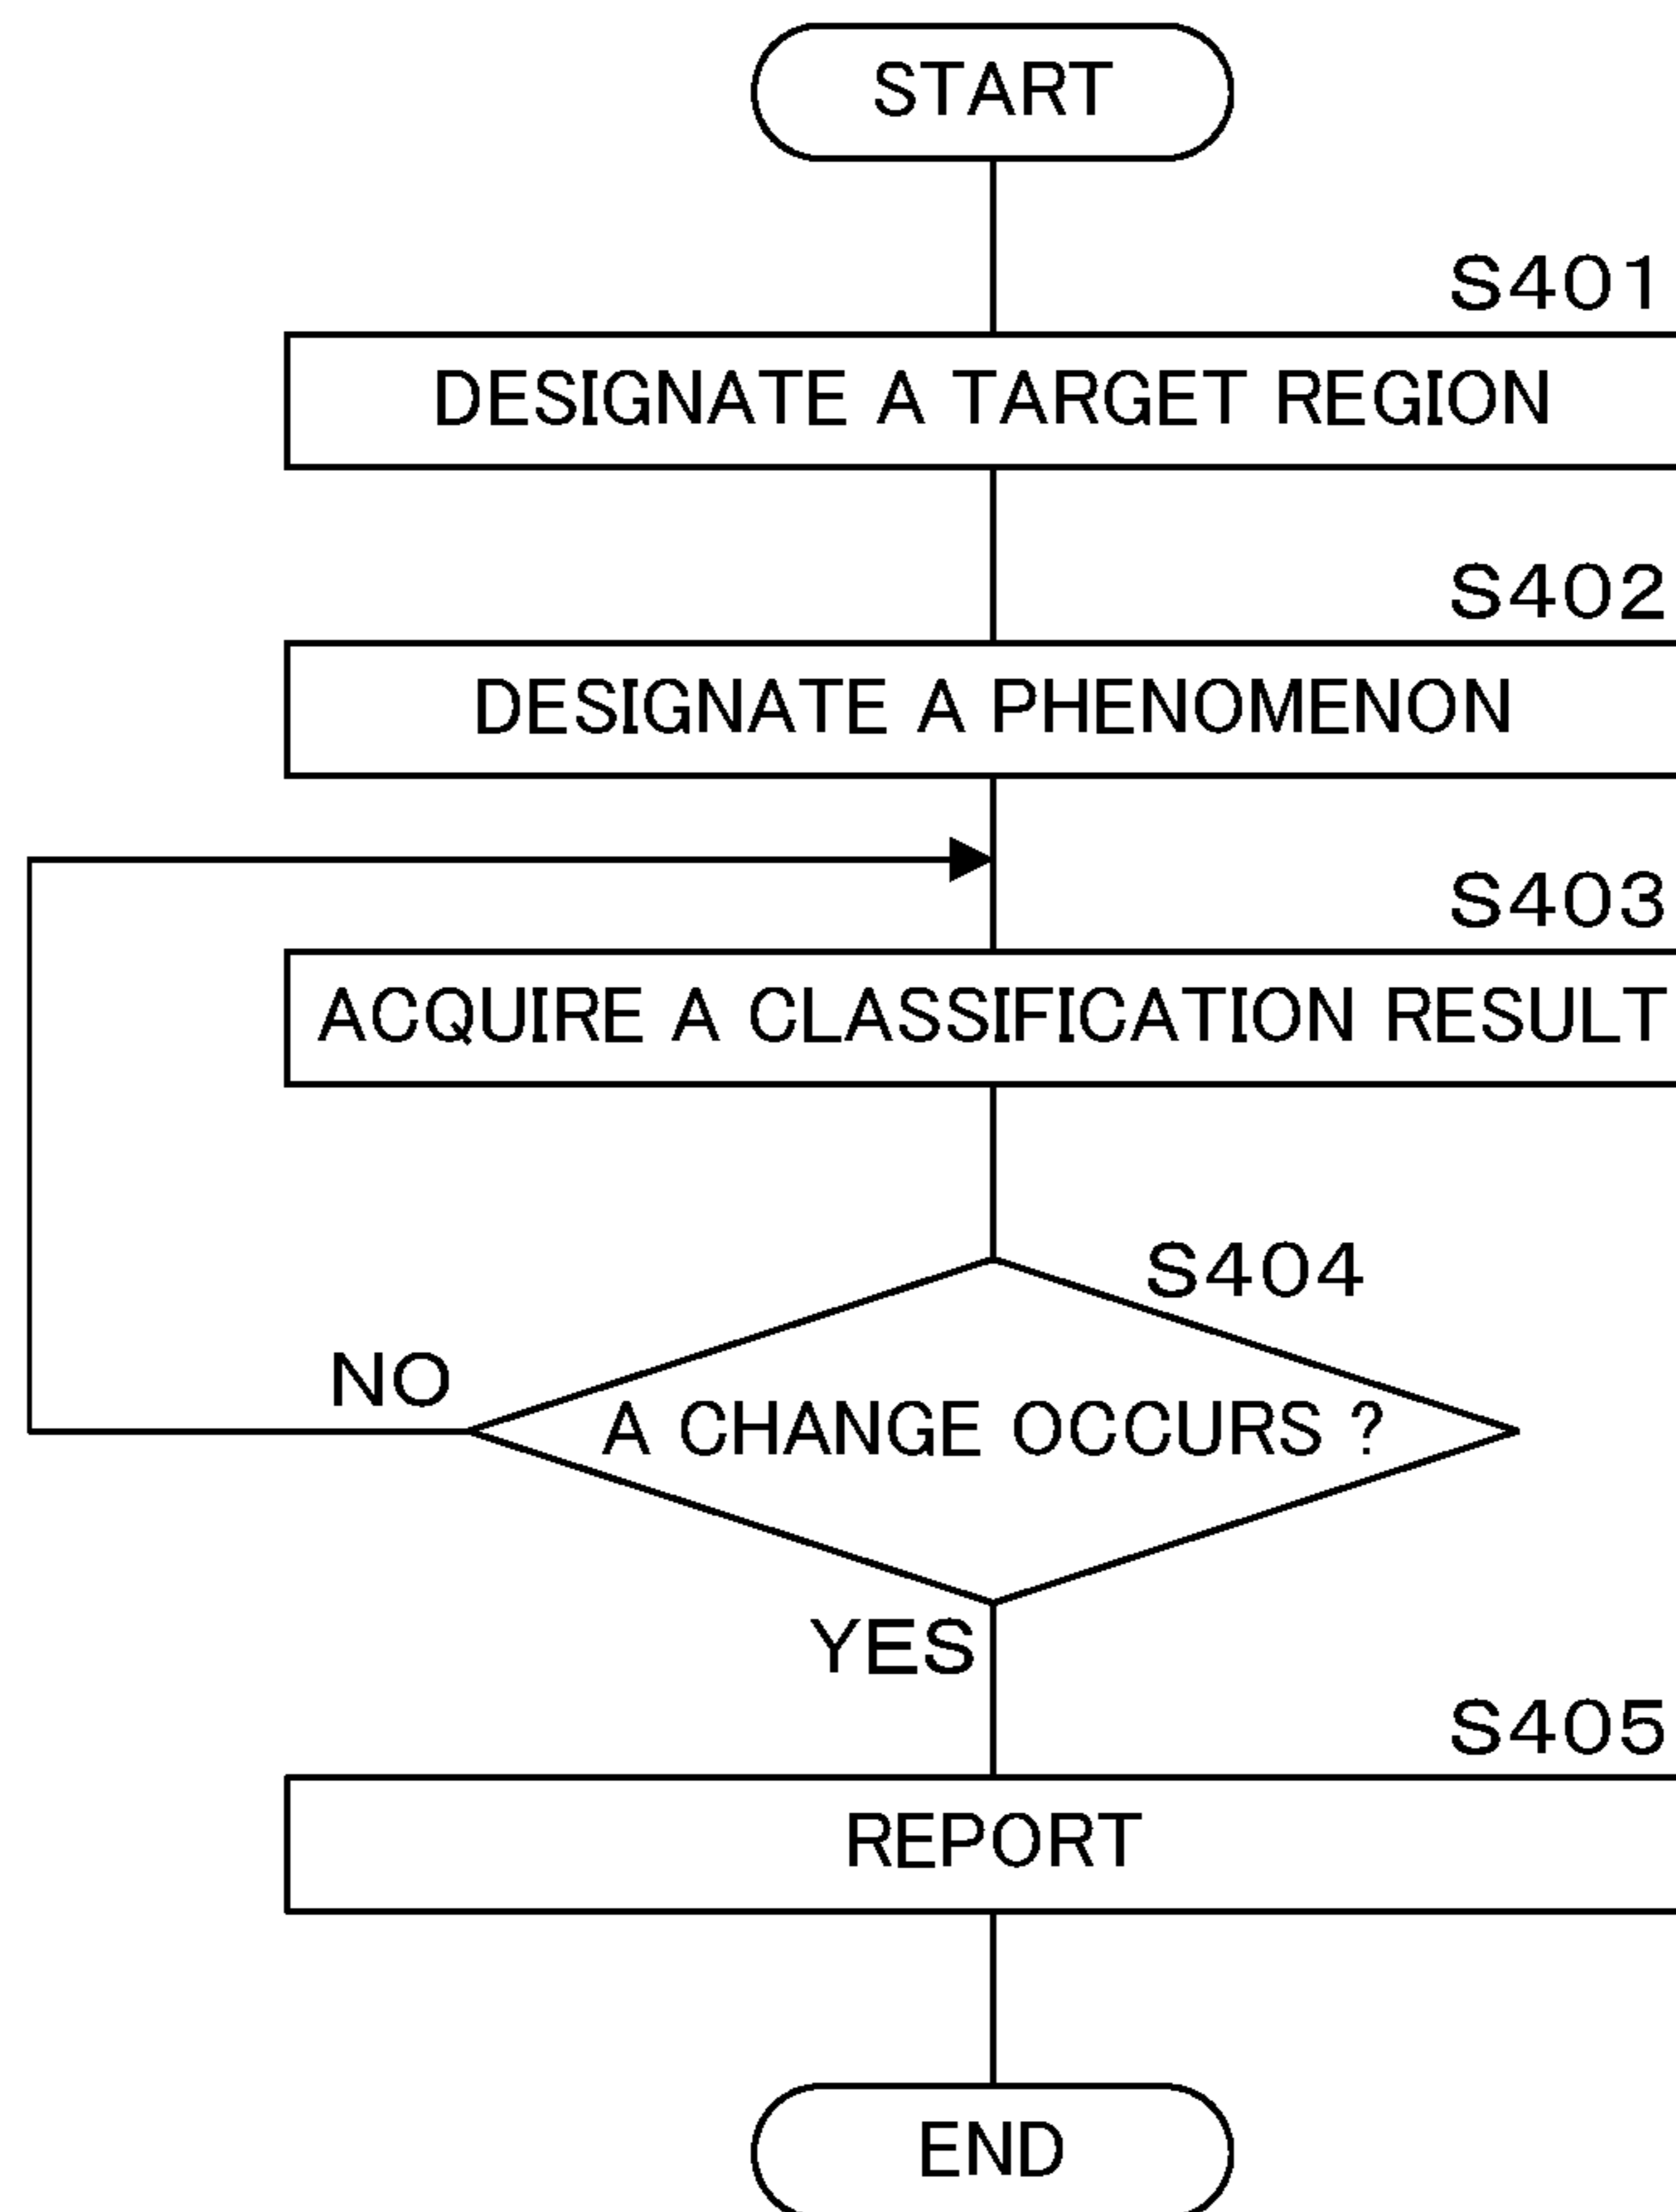 START
S401
DESIGNATE A TARGET REGION
S402
DESIGNATE A PHENOMENON
S403
ACQUIRE A CLASSIFICATION RESULT
S404
NO
A CHANGE OCCURS ?
YES
S405
REPORT
END